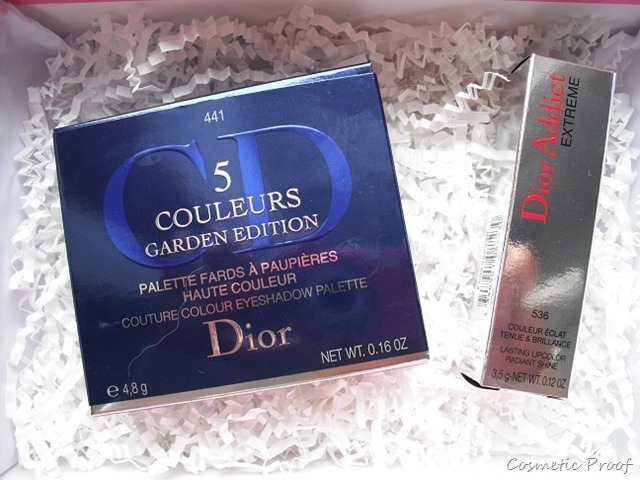 441
CD
5
COULEURS
GARDEN EDITION
PALETTE FARDS À PAUPIÈRES
HAUTE COULEUR
COUTURE COLOUR EYESHADOW PALETTE
Dior
NET WT. 0.16 OZ
e 4,8 g
Dior Addict
EXTREME
536
COULEUR ÉCLAT
TENUE & BRILLANCE
LASTING LIPCOLOR
RADIANT SHINE
3,5 g-NET WT. 0.12 OZ
Cosmetic Proof